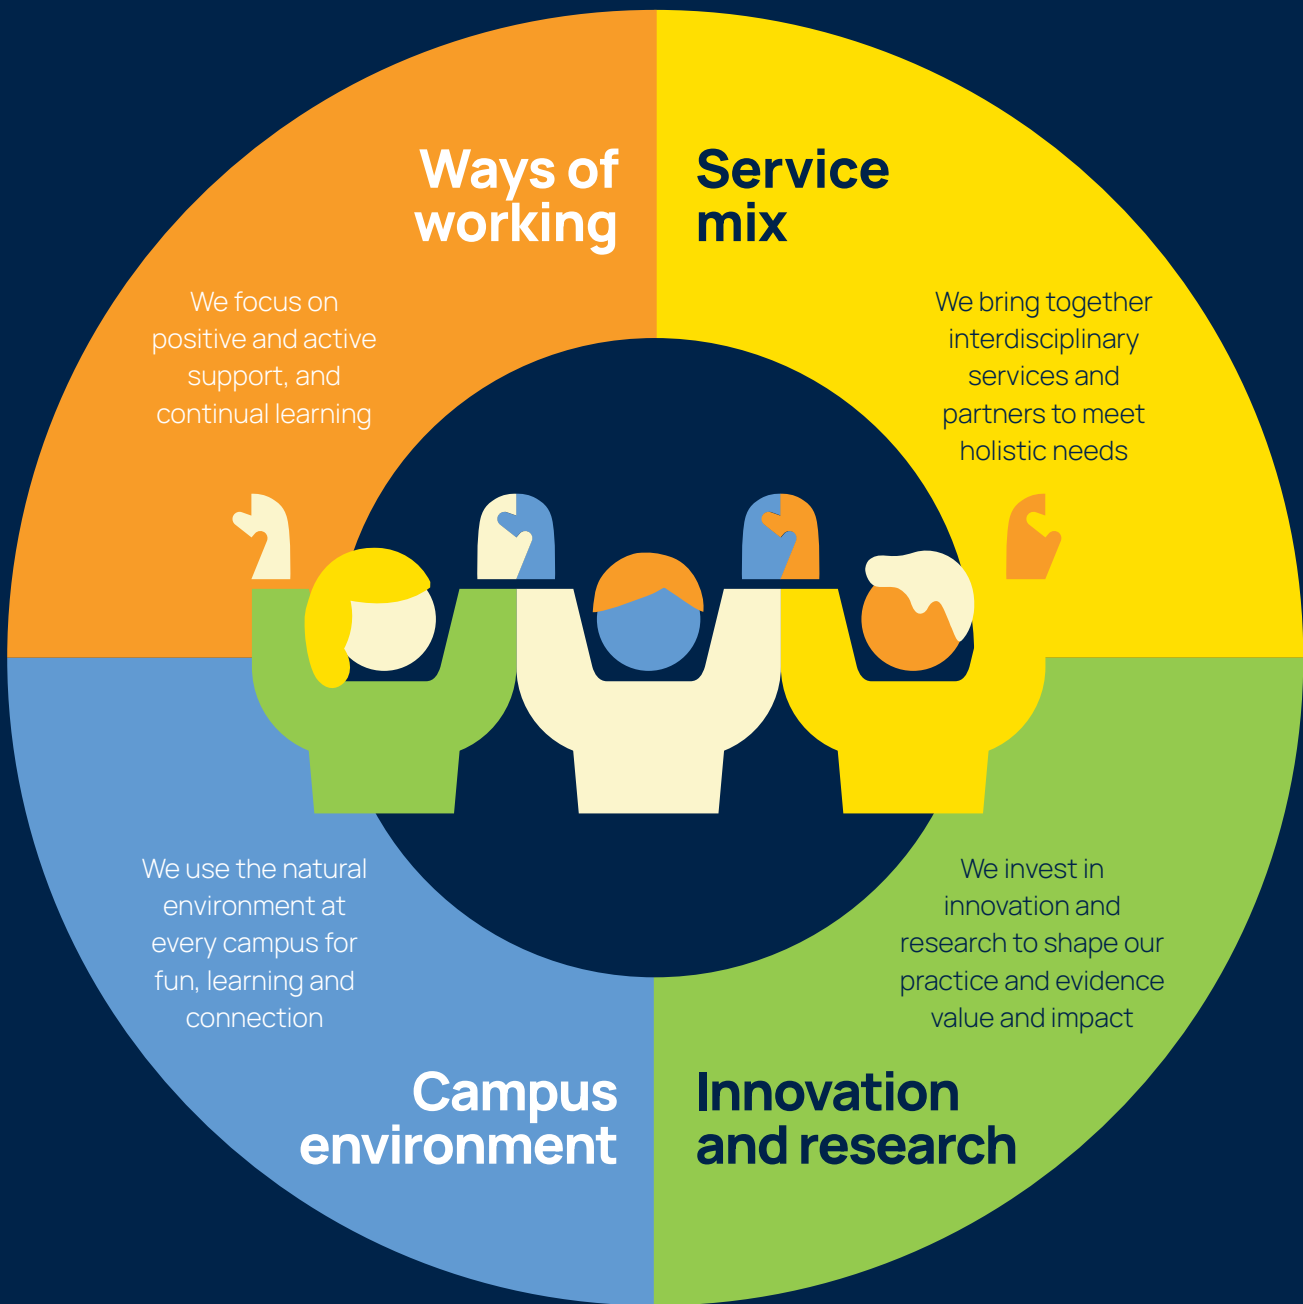 Ways of
working
We focus on
positive and active
support, and
continual learning
Service
mix
We bring together
interdisciplinary
services and
partners to meet
holistic needs
We use the natural
environment at
every campus for
fun, learning and
connection
Campus
environment
We invest in
innovation and
research to shape our
practice and evidence
value and impact
Innovation
and research